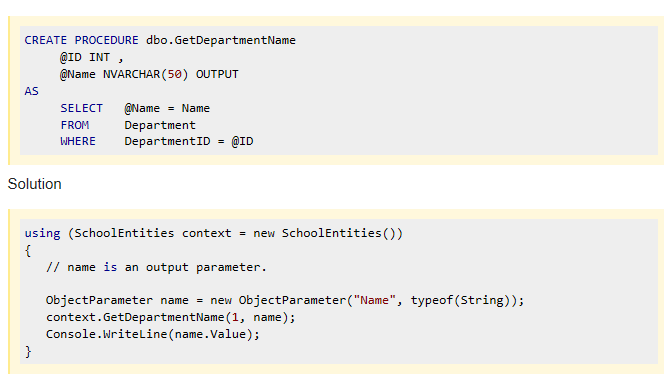 CREATE PROCEDURE dbo.GetDepartmentName
@ID INT ,
@Name NVARCHAR(50) OUTPUT
AS
SELECT @Name = Name
FROM Department
WHERE DepartmentID = @ID
Solution
using (SchoolEntities context = new SchoolEntities())
{
// name is an output parameter.
ObjectParameter name = new ObjectParameter("Name", typeof(String));
context.GetDepartmentName(1, name);
Console.WriteLine(name.Value);
}